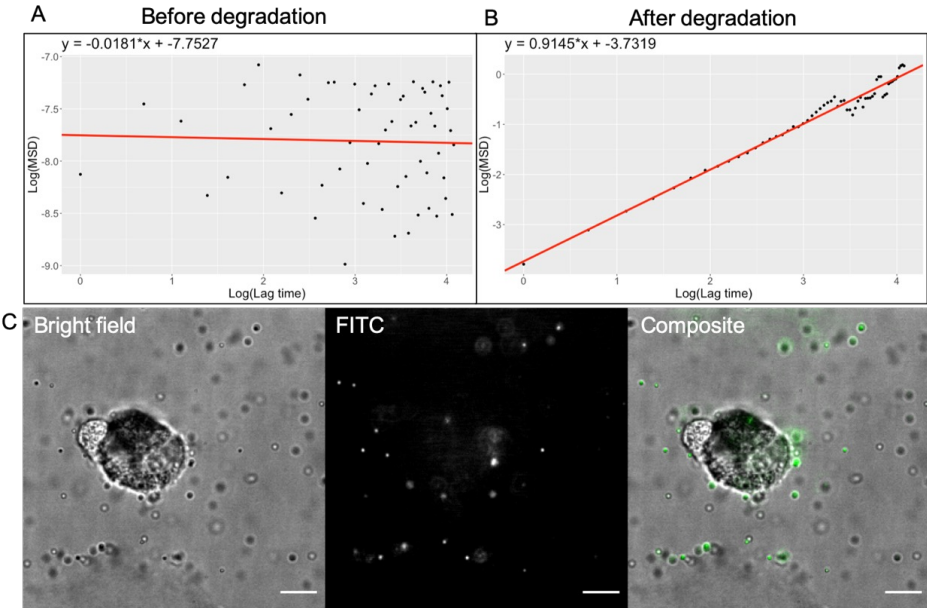 A Before degradation
B After degradation
y = -0.0181*x + -7.7527
y = 0.9145*x + -3.7319
-7.0
-7.5
-8.0
-8.5
-9.0
Log(MSD)
0 1 2 3 4
Log(Lag time)
0
-1
-2
-3
Log(MSD)
0 1 2 3 4
Log(Lag time)
C Bright field
FITC
Composite